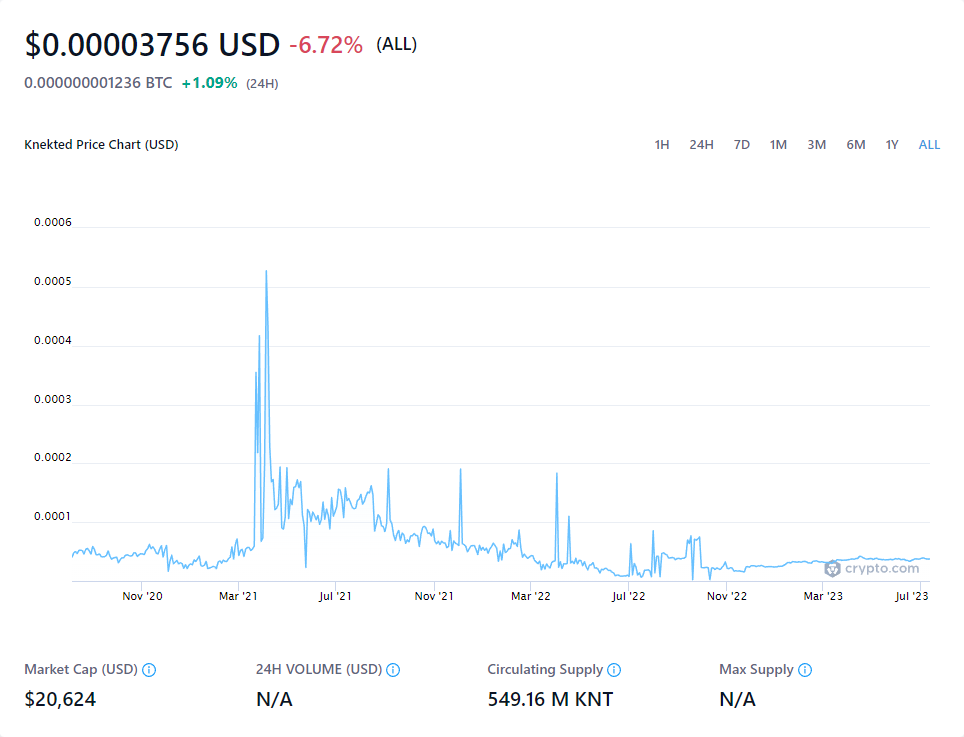 $0.00003756 USD -6.72% (ALL)
0.000000001236 BTC +1.09% (24H)
Knekted Price Chart (USD) 1H 24H 7D 1M 3M 6M 1Y ALL
0.0006
0.0005
0.0004
0.0003
0.0002
0.0001
crypto.com
Nov '20 Mar '21 Jul '21 Nov '21 Mar '22 Jul '22 Nov '22 Mar '23 Jul '23
Market Cap (USD) 24H VOLUME (USD) Circulating Supply Max Supply
$20,624 N/A 549.16 M KNT N/A